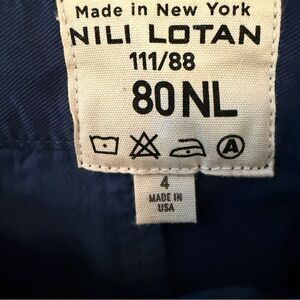 Made in New York
NILI LOTAN
111/88
80NL
A
4
MADE IN
USA